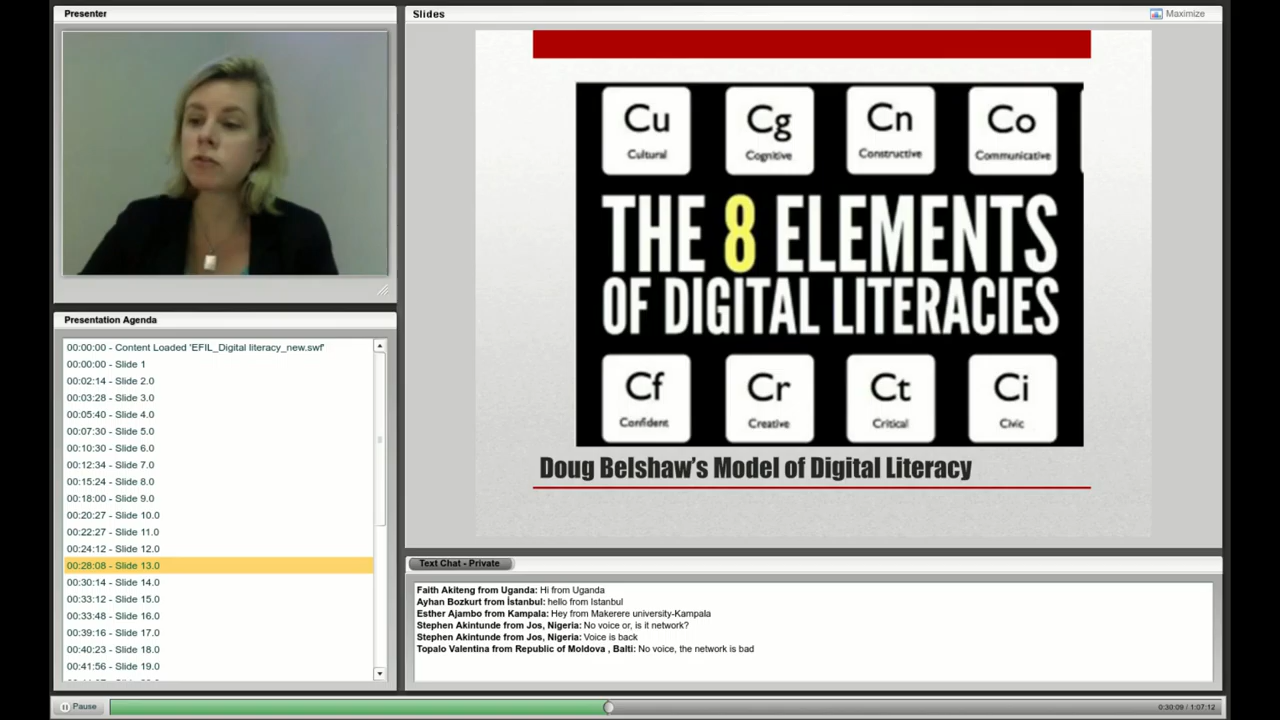 Presenter
Slides
Maximize
Cu
Cultural
Cg
Cognitive
Cn
Constructive
Co
Communicative
THE 8 ELEMENTS
OF DIGITAL LITERACIES
Cf
Confident
Cr
Creative
Ct
Critical
Ci
Civic
Doug Belshaw's Model of Digital Literacy
Presentation Agenda
00:00:00 - Content Loaded 'EFIL_Digital literacy_new.swf'
00:00:00 - Slide 1
00:02:14 - Slide 2.0
00:03:28 - Slide 3.0
00:05:40 - Slide 4.0
00:07:30 - Slide 5.0
00:10:30 - Slide 6.0
00:12:34 - Slide 7.0
00:15:24 - Slide 8.0
00:18:00 - Slide 9.0
00:20:27 - Slide 10.0
00:22:27 - Slide 11.0
00:24:12 - Slide 12.0
00:28:08 - Slide 13.0
00:30:14 - Slide 14.0
00:33:12 - Slide 15.0
00:33:48 - Slide 16.0
00:39:16 - Slide 17.0
00:40:23 - Slide 18.0
00:41:56 - Slide 19.0
Text Chat - Private
Faith Akiteng from Uganda: Hi from Uganda
Ayhan Bozkurt from İstanbul: hello from Istanbul
Esther Ajambo from Kampala: Hey from Makerere university-Kampala
Stephen Akintunde from Jos, Nigeria: No voice or, is it network?
Stephen Akintunde from Jos, Nigeria: Voice is back
Topalo Valentina from Republic of Moldova , Balti: No voice, the network is bad
Pause
0:30:09 / 1:07:12